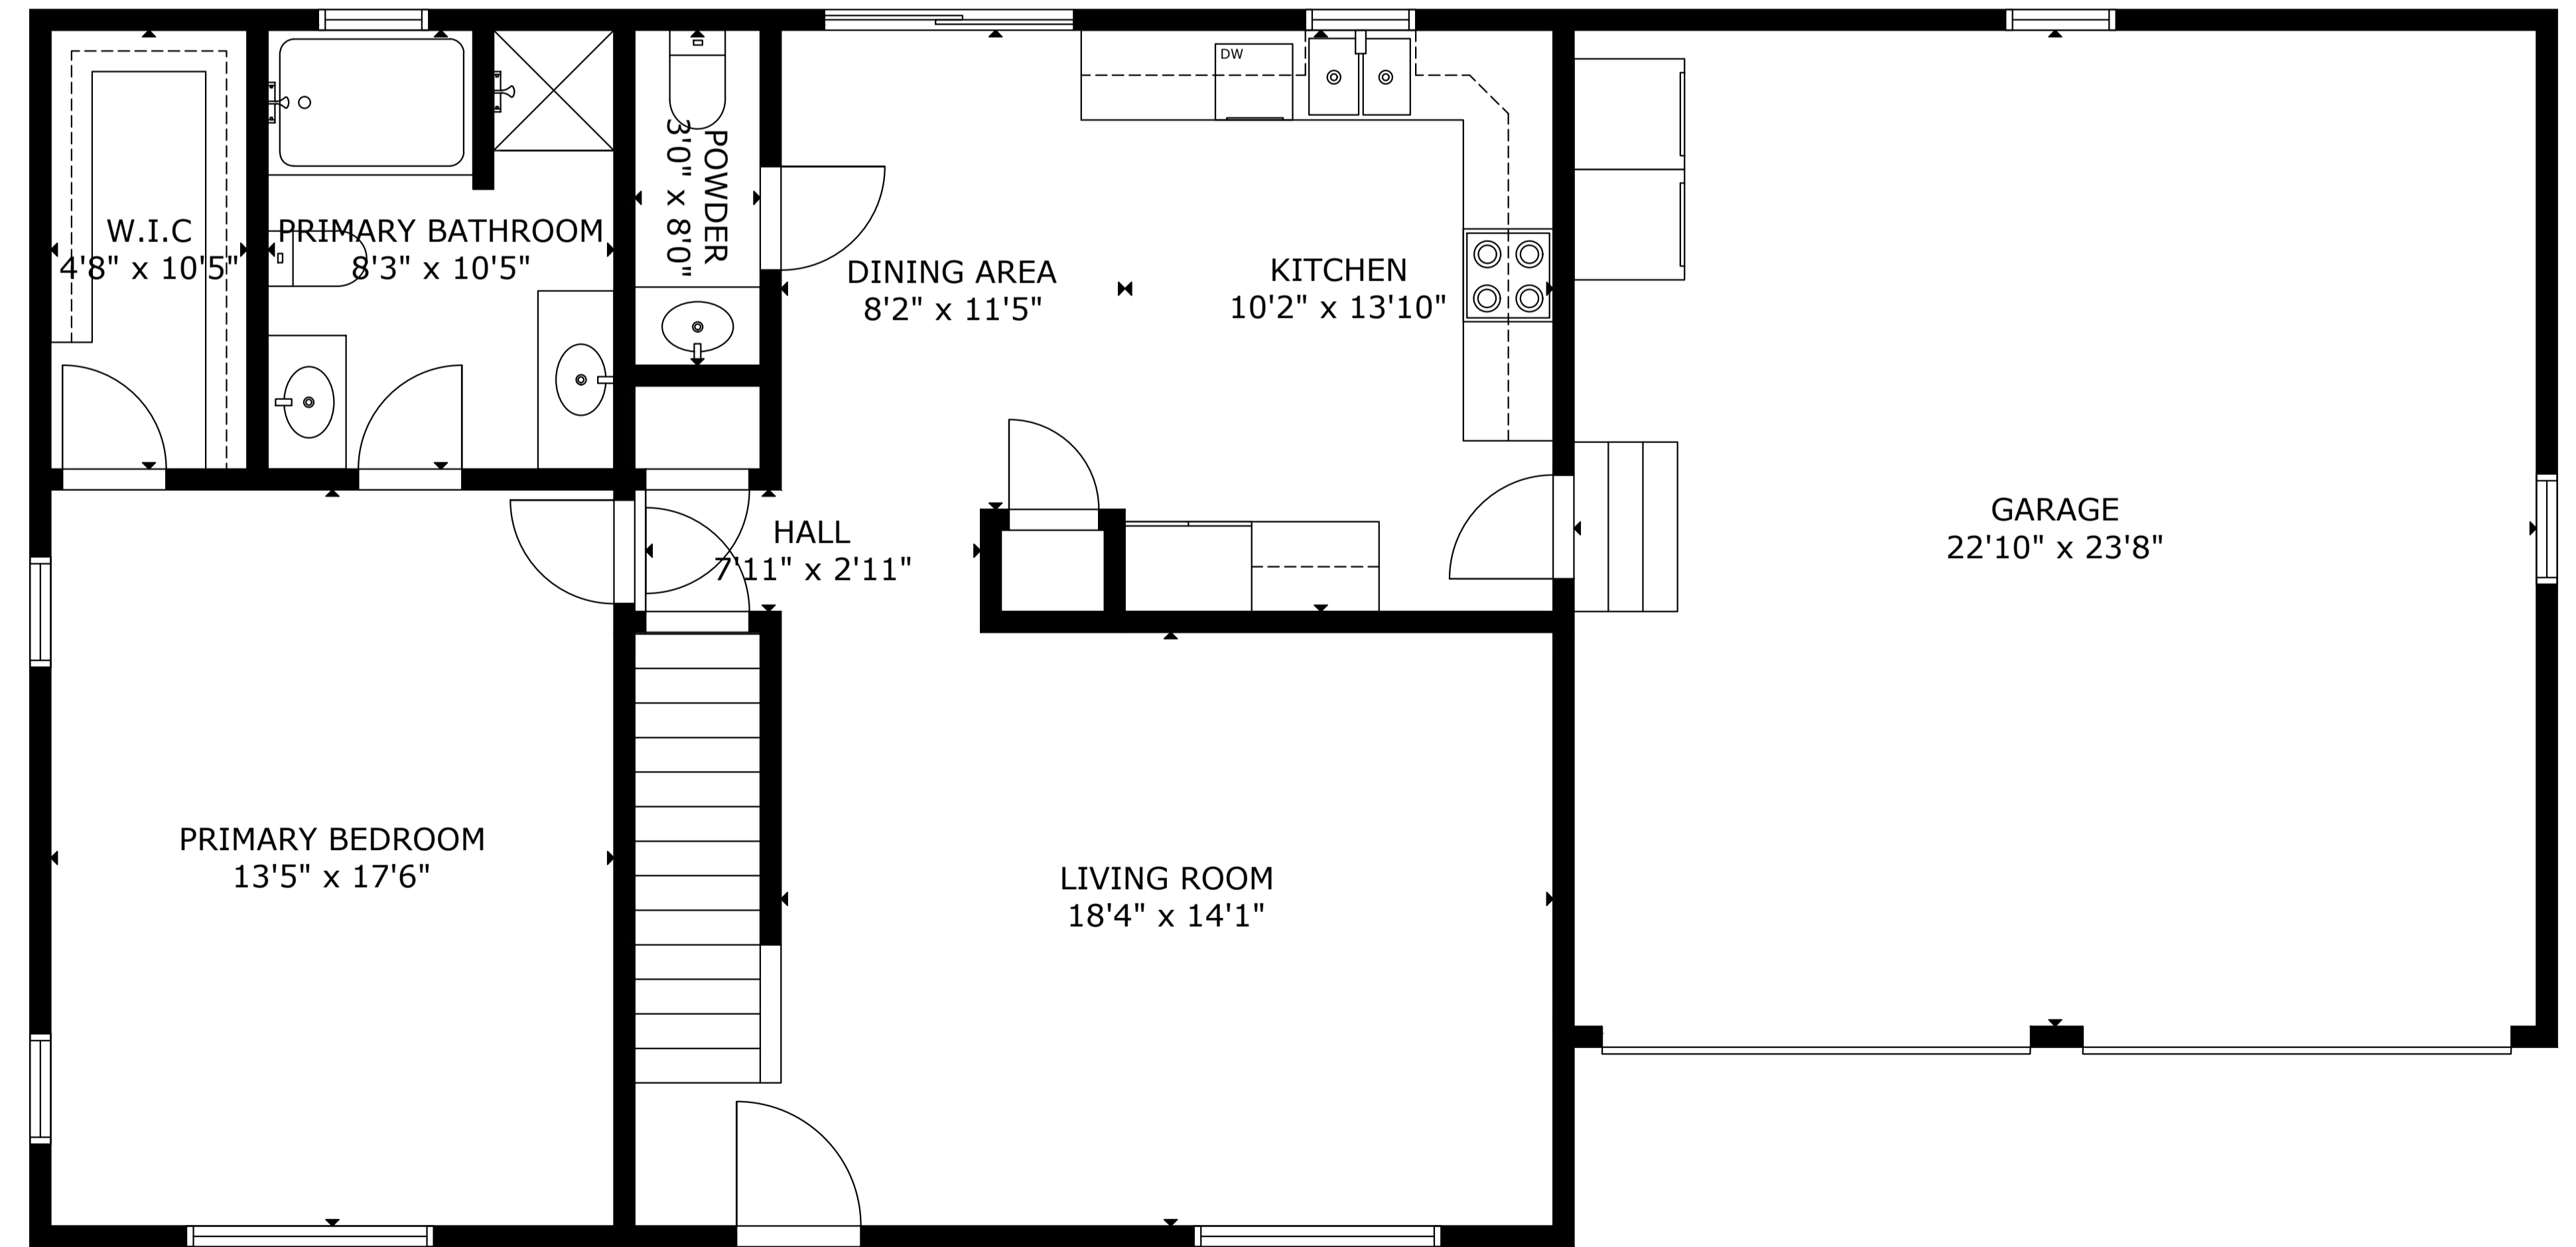 DW
POWDER
3'0" x 8'0"
W.I.C
4'8" x 10'5"
PRIMARY BATHROOM
8'3" x 10'5"
DINING AREA
8'2" x 11'5"
KITCHEN
10'2" x 13'10"
HALL
7'11" x 2'11"
GARAGE
22'10" x 23'8"
PRIMARY BEDROOM
13'5" x 17'6"
LIVING ROOM
18'4" x 14'1"